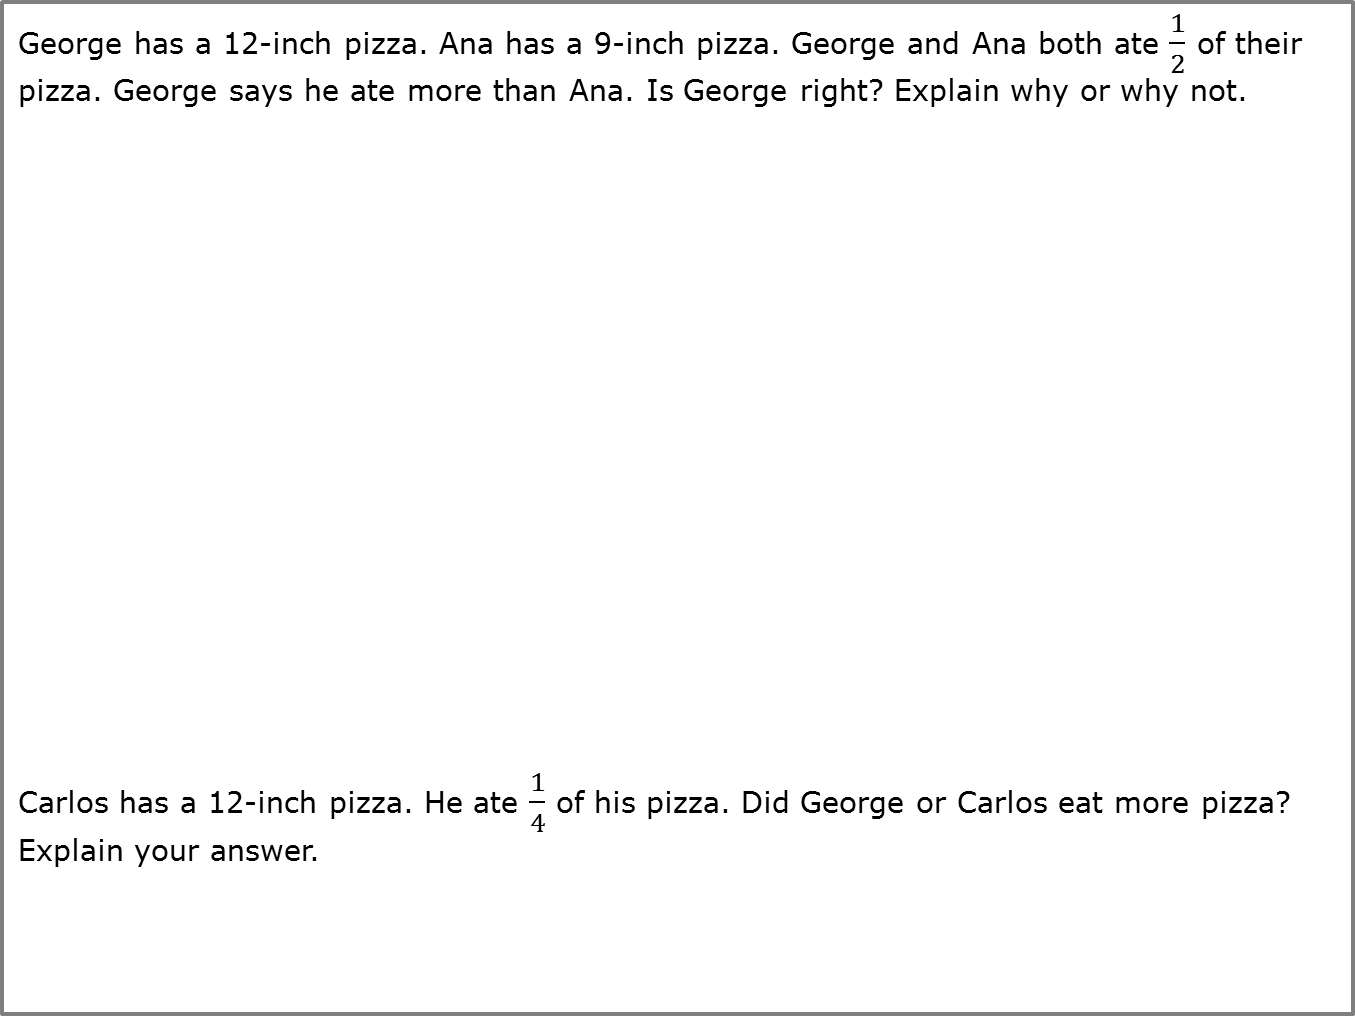 George has a 12-inch pizza. Ana has a 9-inch pizza. George and Ana both ate 1/2 of their
pizza. George says he ate more than Ana. Is George right? Explain why or why not.
Carlos has a 12-inch pizza. He ate 1/4 of his pizza. Did George or Carlos eat more pizza?
Explain your answer.